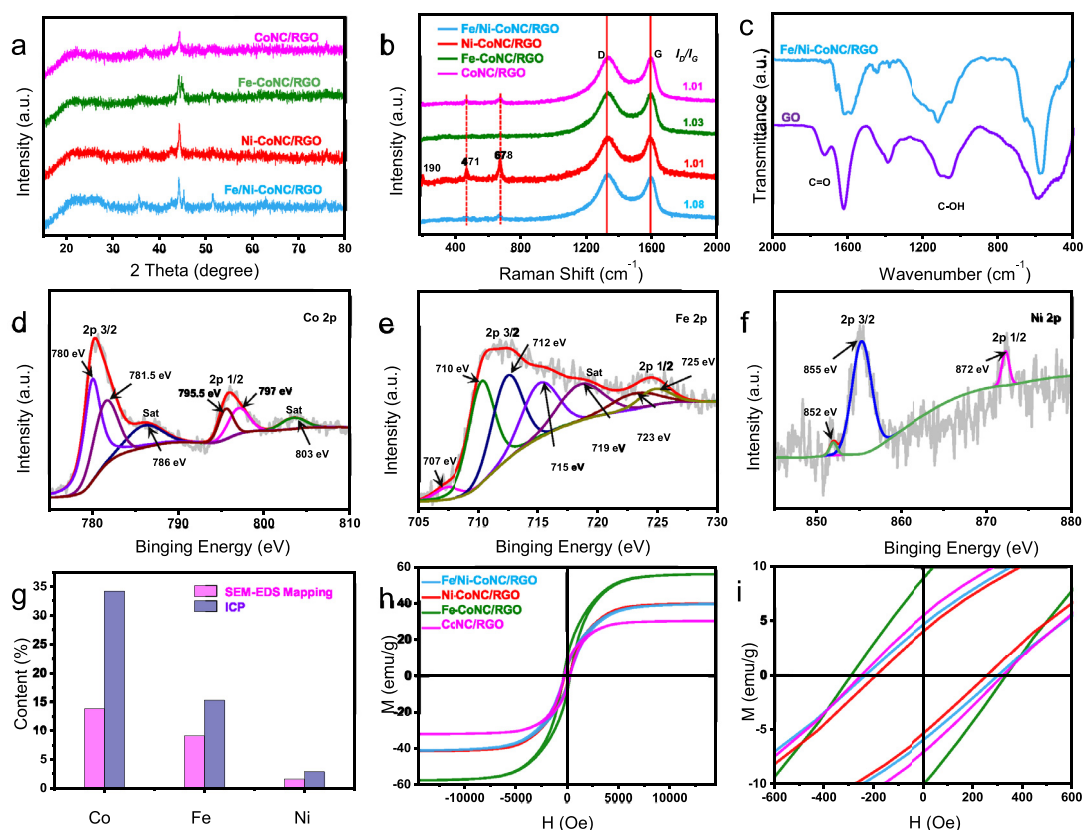 a
CoNC/RGO
Fe-CoNC/RGO
Ni-CoNC/RGO
Fe/Ni-CoNC/RGO
Intensity (a.u.)
20 30 40 50 60 70 80
2 Theta (degree)
b
Fe/Ni-CoNC/RGO
Ni-CoNC/RGO
Fe-CoNC/RGO
CoNC/RGO
D
G
I_D/I_G
1.01
1.03
1.01
1.08
190
471
678
Intensity (a.u.)
400 800 1200 1600 2000
Raman Shift (cm⁻¹)
c
Fe/Ni-CoNC/RGO
GO
C=O
C-OH
Transmittance (a.u.)
2000 1600 1200 800 400
Wavenumber (cm⁻¹)
d
Co 2p
2p 3/2
780 eV
781.5 eV
Sat
786 eV
2p 1/2
795.5 eV
797 eV
Sat
803 eV
Intensity (a.u.)
780 790 800 810
Binging Energy (eV)
e
Fe 2p
2p 3/2
712 eV
710 eV
707 eV
Sat
2p 1/2
725 eV
715 eV
719 eV
723 eV
Intensity (a.u.)
705 710 715 720 725 730
Binging Energy (eV)
f
Ni 2p
2p 3/2
855 eV
852 eV
2p 1/2
872 eV
Intensity (a.u.)
850 860 870 880
Binging Energy (eV)
g
SEM-EDS Mapping
ICP
Content (%)
35
30
25
20
15
10
5
0
Co Fe Ni
h
Fe/Ni-CoNC/RGO
Ni-CoNC/RGO
Fe-CoNC/RGO
CoNC/RGO
M (emu/g)
60
40
20
0
-20
-40
-60
-10000 -5000 0 5000 10000
H (Oe)
i
M (emu/g)
10
5
0
-5
-10
-600 -400 -200 0 200 400 600
H (Oe)